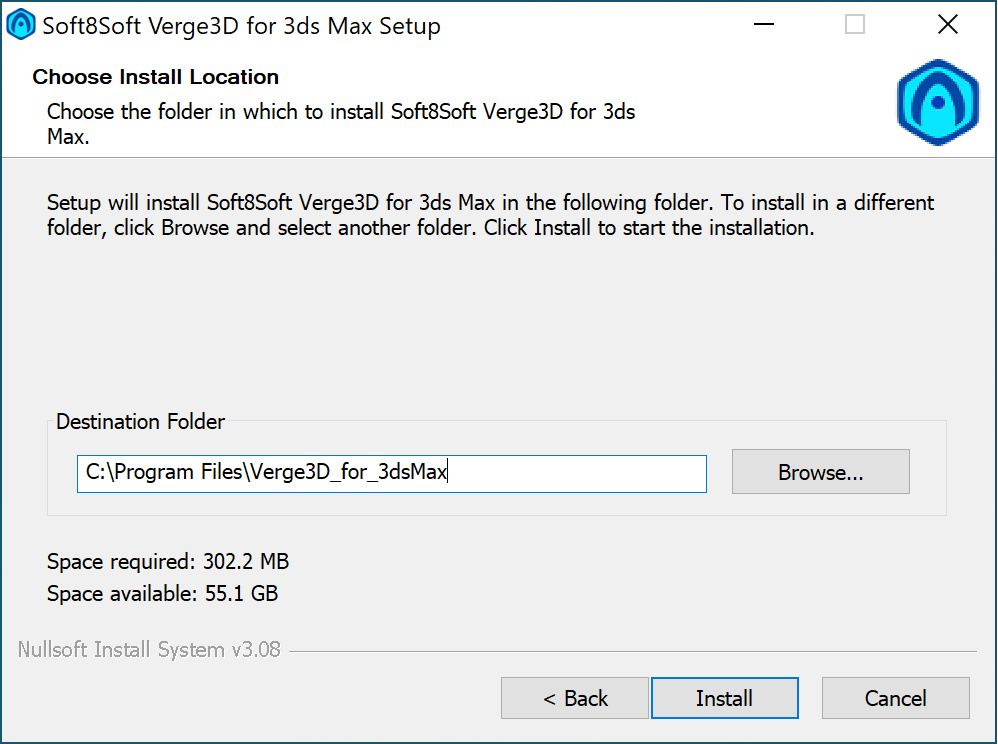 Soft8Soft Verge3D for 3ds Max Setup
Choose Install Location
Choose the folder in which to install Soft8Soft Verge3D for 3ds
Max.
Setup will install Soft8Soft Verge3D for 3ds Max in the following folder. To install in a different
folder, click Browse and select another folder. Click Install to start the installation.
Destination Folder
C:\Program Files\Verge3D_for_3dsMax
Browse...
Space required: 302.2 MB
Space available: 55.1 GB
Nullsoft Install System v3.08
< Back
Install
Cancel